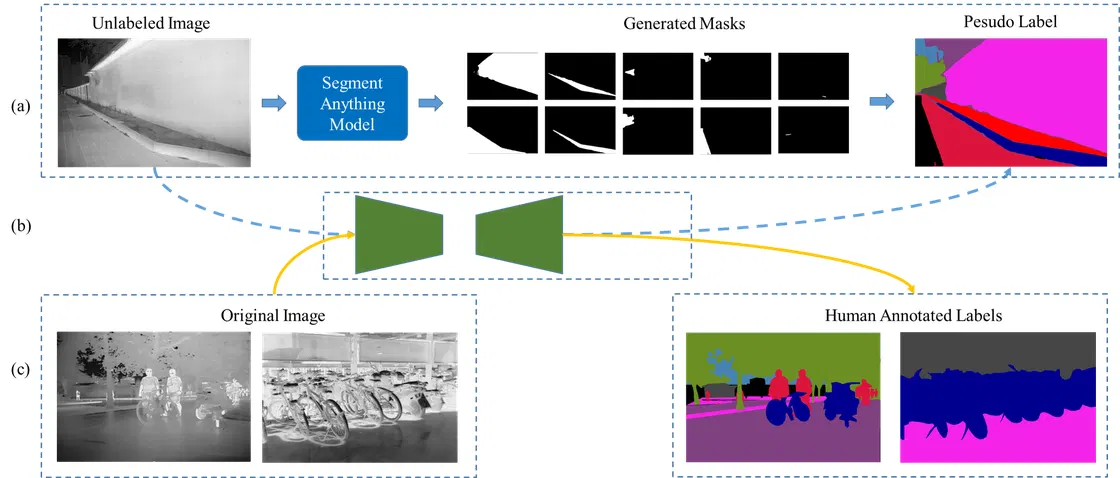 Unlabeled Image
Generated Masks
Pesudo Label
(a)
Segment
Anything
Model
(b)
Original Image
Human Annotated Labels
(c)